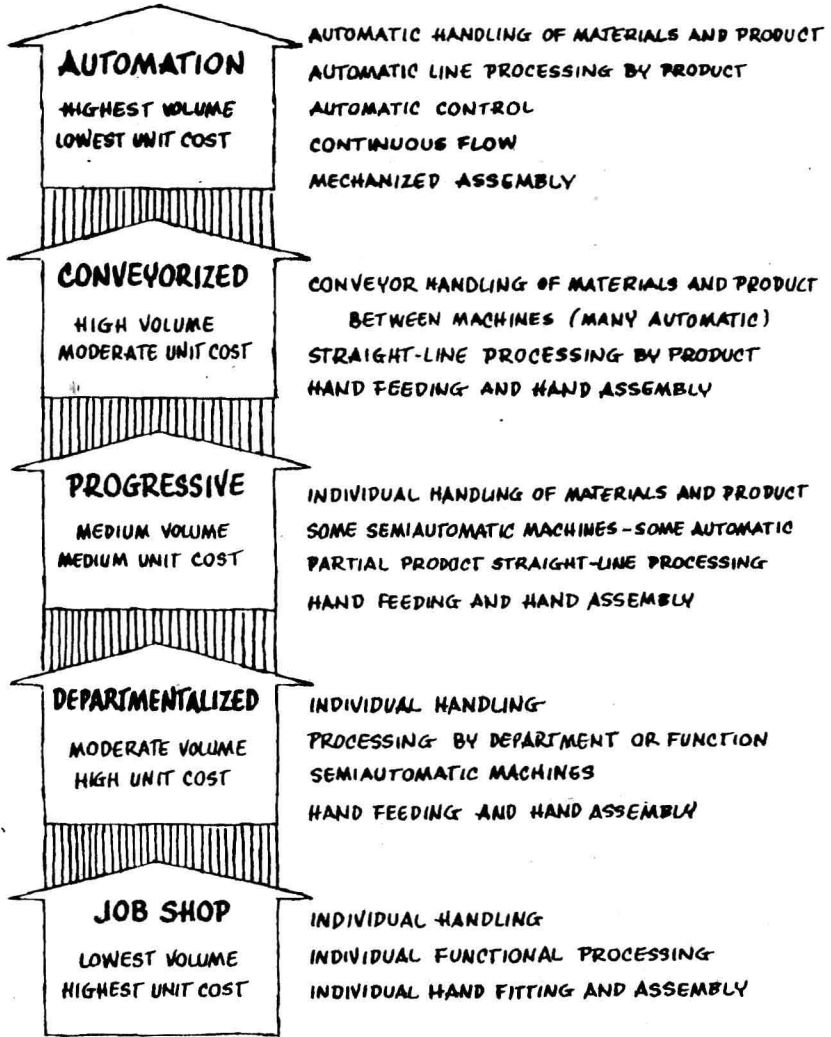 AUTOMATION
HIGHEST VOLUME
LOWEST UNIT COST
AUTOMATIC HANDLING OF MATERIALS AND PRODUCT
AUTOMATIC LINE PROCESSING BY PRODUCT
AUTOMATIC CONTROL
CONTINUOUS FLOW
MECHANIZED ASSEMBLY
CONVEYORIZED
HIGH VOLUME
MODERATE UNIT COST
CONVEYOR HANDLING OF MATERIALS AND PRODUCT
BETWEEN MACHINES (MANY AUTOMATIC)
STRAIGHT-LINE PROCESSING BY PRODUCT
HAND FEEDING AND HAND ASSEMBLY
PROGRESSIVE
MEDIUM VOLUME
MEDIUM UNIT COST
INDIVIDUAL HANDLING OF MATERIALS AND PRODUCT
SOME SEMIAUTOMATIC MACHINES-SOME AUTOMATIC
PARTIAL PRODUCT STRAIGHT-LINE PROCESSING
HAND FEEDING AND HAND ASSEMBLY
DEPARTMENTALIZED
MODERATE VOLUME
HIGH UNIT COST
INDIVIDUAL HANDLING
PROCESSING BY DEPARTMENT OR FUNCTION
SEMIAUTOMATIC MACHINES
HAND FEEDING AND HAND ASSEMBLY
JOB SHOP
LOWEST VOLUME
HIGHEST UNIT COST
INDIVIDUAL HANDLING
INDIVIDUAL FUNCTIONAL PROCESSING
INDIVIDUAL HAND FITTING AND ASSEMBLY